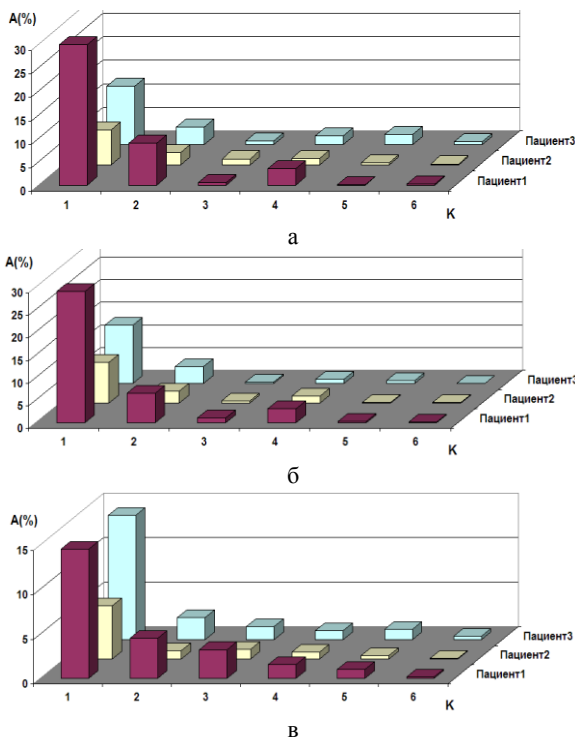 A(%)
30
25
20
15
10
5
0
1 2 3 4 5 6
K
Пациент3
Пациент2
Пациент1
а
A(%)
30
25
20
15
10
5
0
1 2 3 4 5 6
K
Пациент3
Пациент2
Пациент1
б
A(%)
15
10
5
0
1 2 3 4 5 6
K
Пациент3
Пациент2
Пациент1
в